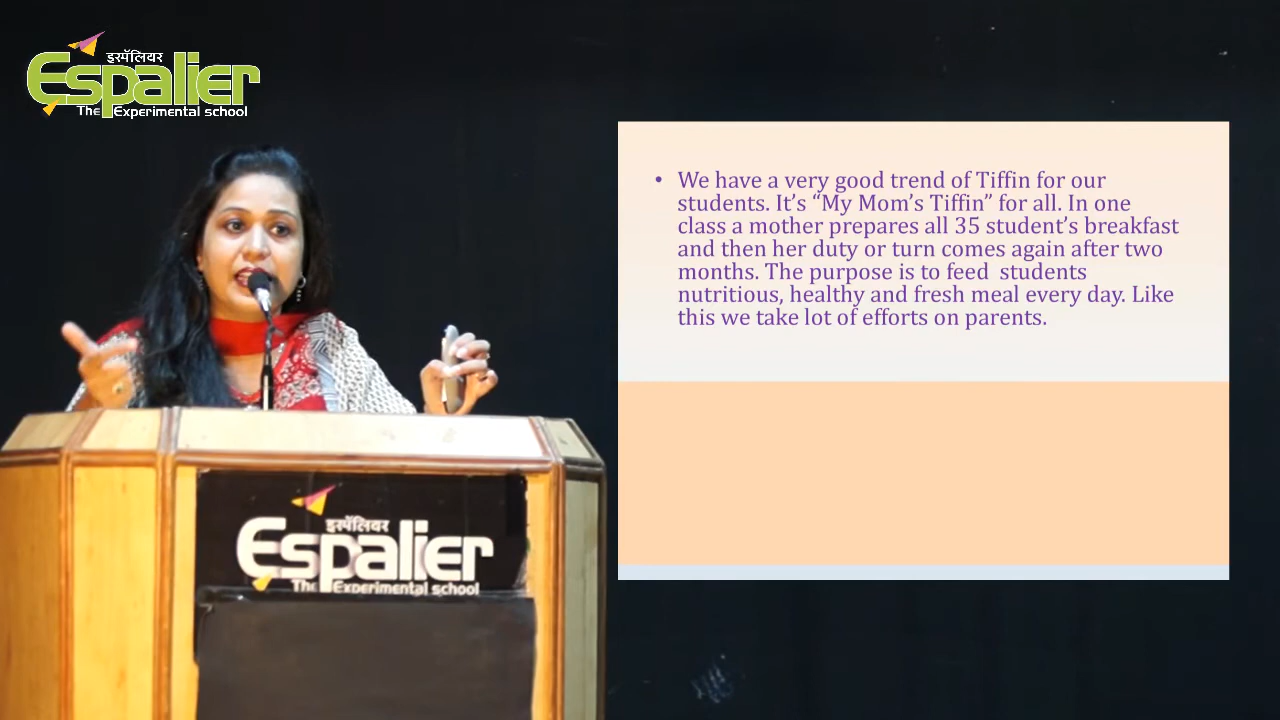 इस्पॅलियर
Espalier
The Experimental school
• We have a very good trend of Tiffin for our
students. It’s “My Mom’s Tiffin” for all. In one
class a mother prepares all 35 student’s breakfast
and then her duty or turn comes again after two
months. The purpose is to feed  students
nutritious, healthy and fresh meal every day. Like
this we take lot of efforts on parents.
इस्पॅलियर
Espalier
The Experimental school